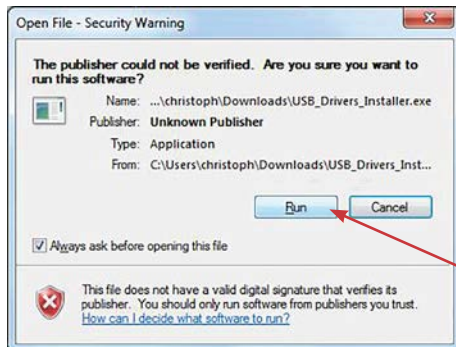 Open File - Security Warning
The publisher could not be verified. Are you sure you want to
run this software?
Name: ...\christoph\Downloads\USB_Drivers_Installer.exe
Publisher: Unknown Publisher
Type: Application
From: C:\Users\christoph\Downloads\USB_Drivers_Inst...
Run Cancel
Always ask before opening this file
This file does not have a valid digital signature that verifies its
publisher. You should only run software from publishers you trust.
How can I decide what software to run?